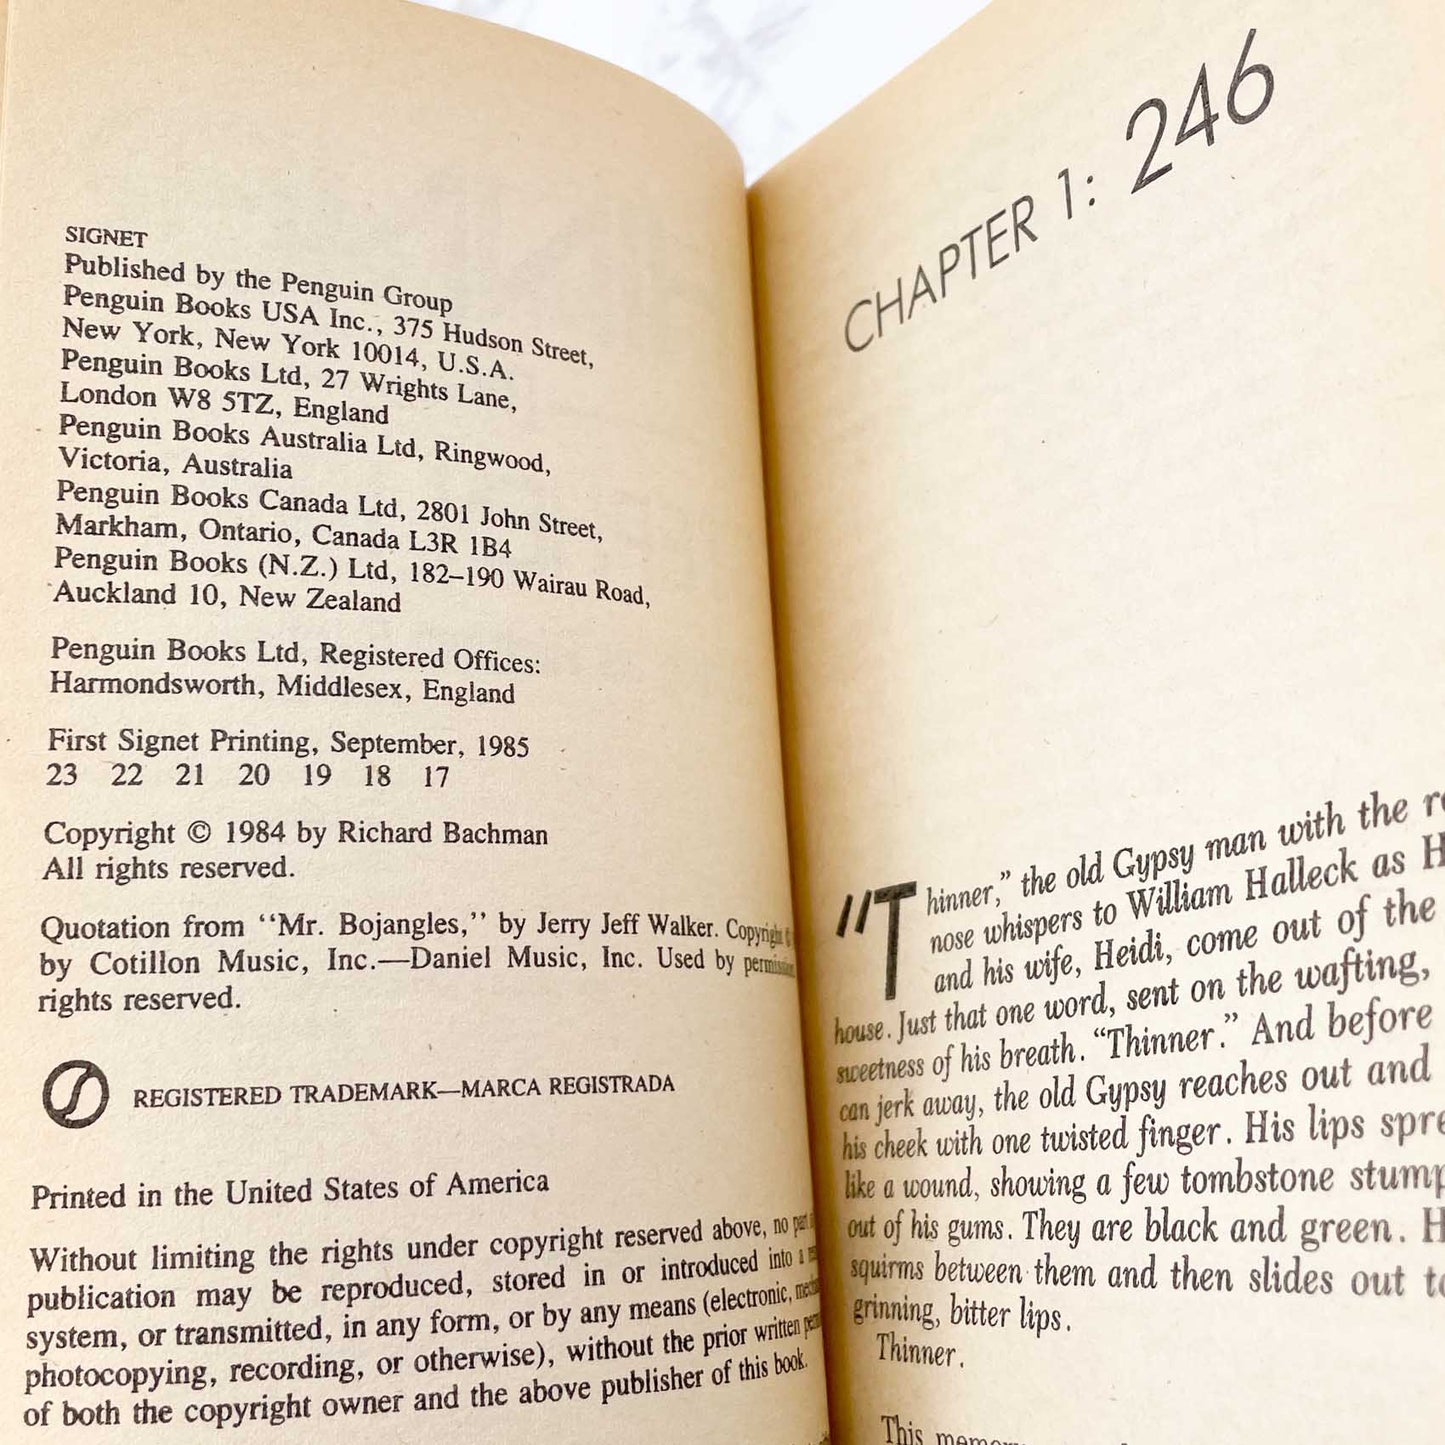 SIGNET
Published by the Penguin Group
Penguin Books USA Inc., 375 Hudson Street,
New York, New York 10014, U.S.A.
Penguin Books Ltd, 27 Wrights Lane,
London W8 5TZ, England
Penguin Books Australia Ltd, Ringwood,
Victoria, Australia
Penguin Books Canada Ltd, 2801 John Street,
Markham, Ontario, Canada L3R 1B4
Penguin Books (N.Z.) Ltd, 182–190 Wairau Road,
Auckland 10, New Zealand
Penguin Books Ltd, Registered Offices:
Harmondsworth, Middlesex, England
First Signet Printing, September, 1985
23 22 21 20 19 18 17
Copyright © 1984 by Richard Bachman
All rights reserved.
Quotation from “Mr. Bojangles,” by Jerry Jeff Walker. Copyright ©
by Cotillon Music, Inc.—Daniel Music, Inc. Used by permission
rights reserved.
REGISTERED TRADEMARK—MARCA REGISTRADA
Printed in the United States of America
Without limiting the rights under copyright reserved above, no part
publication may be reproduced, stored in or introduced into a
system, or transmitted, in any form, or by any means (electronic,
photocopying, recording, or otherwise), without the prior written
of both the copyright owner and the above publisher of this book.
CHAPTER 1: 246
“Thinner,” the old Gypsy man with the
nose whispers to William Halleck as
and his wife, Heidi, come out of the
house. Just that one word, sent on the wafting,
sweetness of his breath. “Thinner.” And before
can jerk away, the old Gypsy reaches out and
his cheek with one twisted finger. His lips
like a wound, showing a few tombstone
out of his gums. They are black and green.
squirms between them and then slides out
grinning, bitter lips.
Thinner.
This